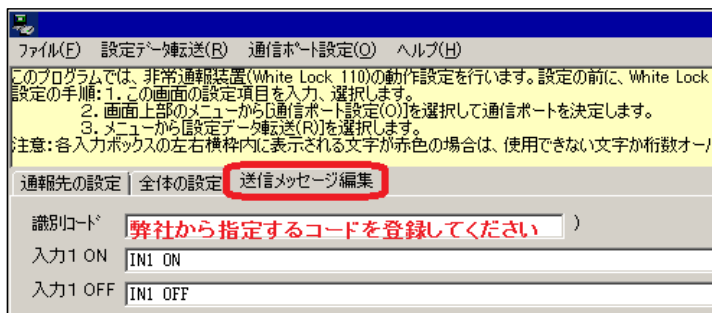 ファイル(F) 設定データ転送(R) 通信ポート設定(O) ヘルプ(H)
このプログラムでは、非常通報装置(White Lock 110)の動作設定を行います。設定の前に、White Lock
設定の手順:1. この画面の設定項目を入力、選択します。
2. 画面上部のメニューから[通信ポート設定(O)]を選択して通信ポートを決定します。
3. メニューから[設定データ転送(R)]を選択します。
注意:各入力ボックスの左右横枠内に表示される文字が赤色の場合は、使用できない文字か桁数オー
通報先の設定 全体の設定 送信メッセージ編集
識別コード 弊社から指定するコードを登録してください )
入力1 ON IN1 ON
入力1 OFF IN1 OFF